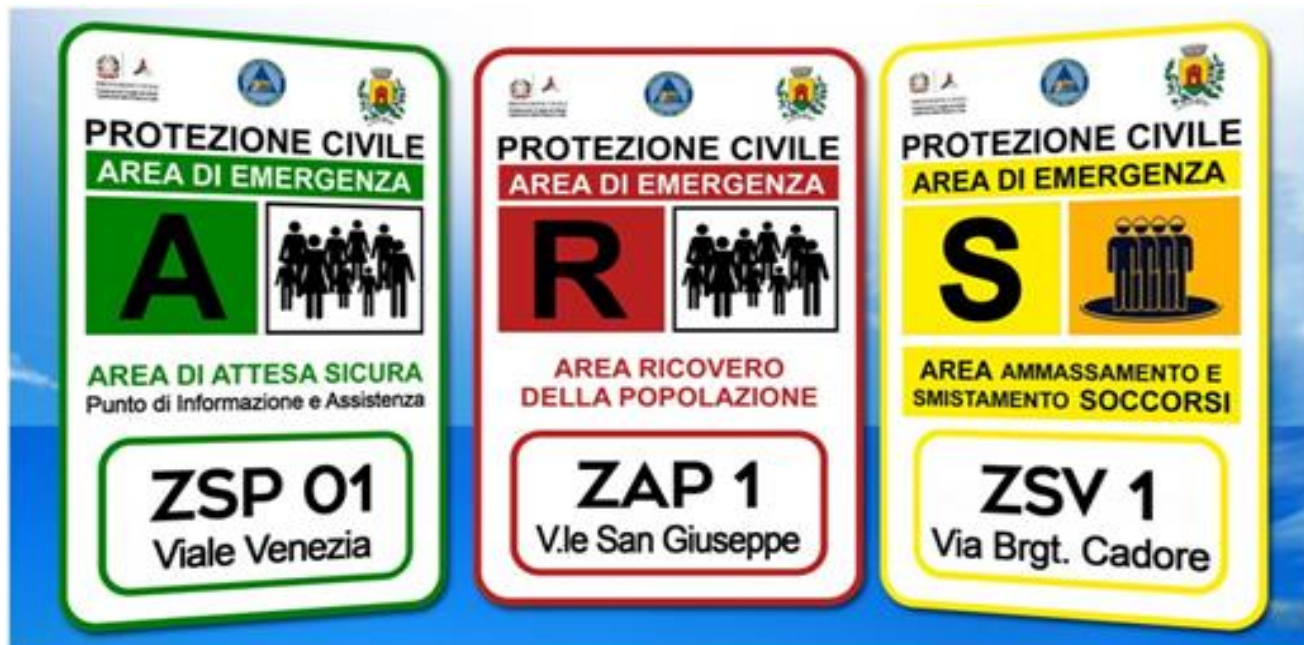 PROTEZIONE CIVILE
AREA DI EMERGENZA
A
AREA DI ATTESA SICURA
Punto di Informazione e Assistenza
ZSP 01
Viale Venezia
PROTEZIONE CIVILE
AREA DI EMERGENZA
R
AREA RICOVERO
DELLA POPOLAZIONE
ZAP 1
V.le San Giuseppe
PROTEZIONE CIVILE
AREA DI EMERGENZA
S
AREA AMMASSAMENTO E
SMISTAMENTO SOCCORSI
ZSV 1
Via Brgt. Cadore